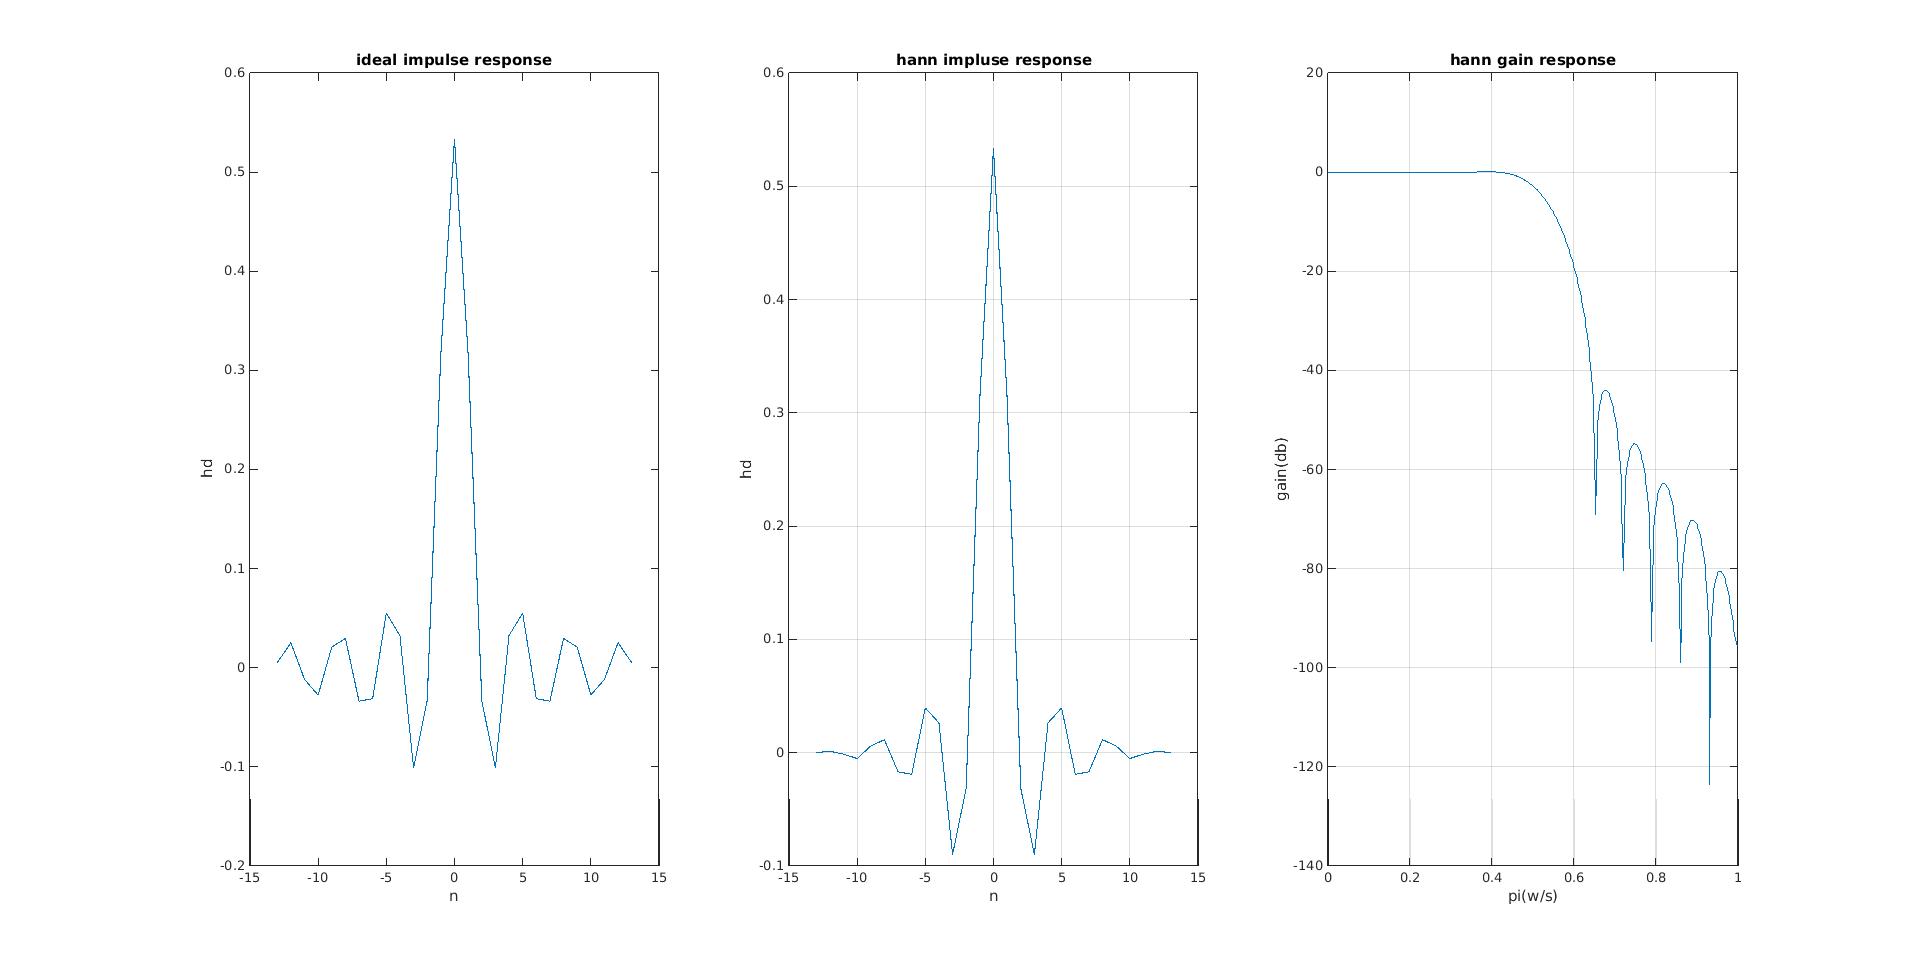 ideal impulse response
0.6
0.5
0.4
0.3
0.2
0.1
0
-0.1
-0.2
hd
-15 -10 -5 0 5 10 15
n
hann impluse response
0.6
0.5
0.4
0.3
0.2
0.1
0
-0.1
hd
-15 -10 -5 0 5 10 15
n
hann gain response
20
0
-20
-40
-60
-80
-100
-120
-140
gain(db)
0 0.2 0.4 0.6 0.8 1
pi(w/s)